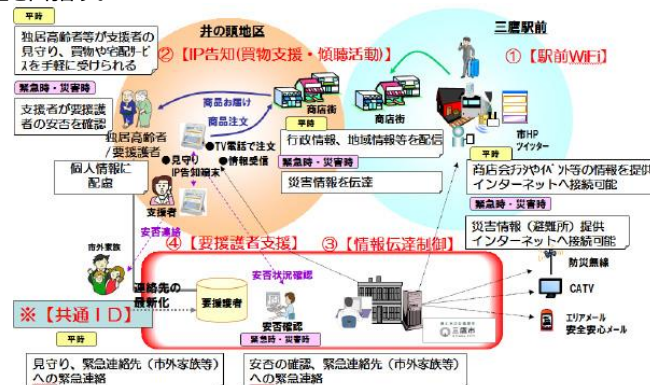 平時
独居高齢者等が支援者の
見守り、買物や宅配ｻｰﾋﾞ
ｽを手軽に受けられる
緊急時・災害時
支援者が要援護
者の安否を確認
井の頭地区
②【IP告知(買物支援・傾聴活動)】
三鷹駅前
①【駅前WiFi】
商品お届け
商品注文
商店街
商店街
独居高齢者
/要援護者
●TV電話で注文
●見守り
●情報受信
IP告知端末
平時
行政情報、地域情報等を配信
緊急時・災害時
災害情報を伝達
市HP
ツイッター
平時
商店会ﾁﾗｼやｲﾍﾞﾝﾄ等の情報を提供
インターネットへ接続可能
緊急時・災害時
災害情報（避難所）提供
インターネットへ接続可能
個人情報に
配慮
支援者
安否連絡
市外家族
④【要援護者支援】
③【情報伝達制御】
安否状況確認
連絡先の
最新化
要援護者
安否確認
緊急時・災害時
三鷹市
防災無線
CATV
エリアメール
安全安心メール
※【共通ＩＤ】
平時
見守り、緊急連絡先（市外家族等）
への緊急連絡
安否の確認、緊急連絡先（市外家族等）
への緊急連絡